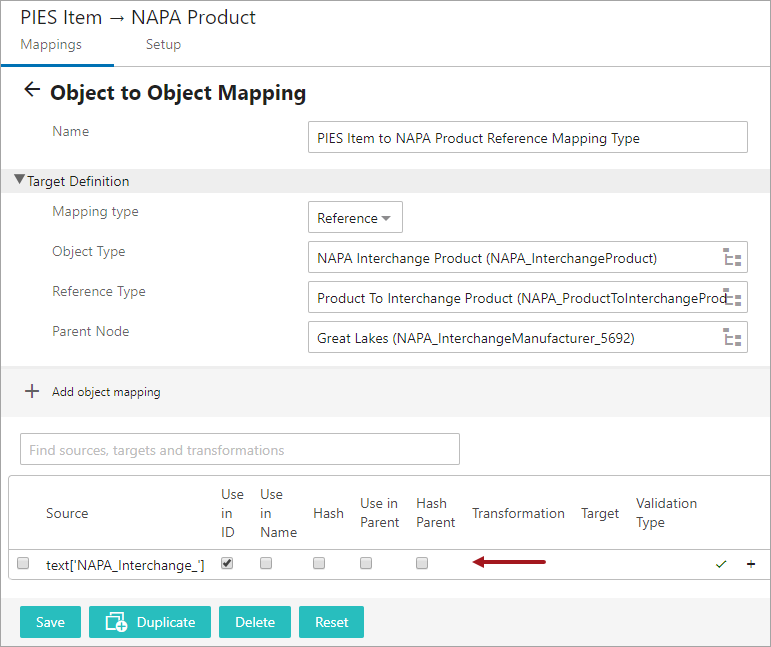 PIES Item → NAPA Product
Mappings Setup
← Object to Object Mapping
Name PIES Item to NAPA Product Reference Mapping Type
Target Definition
Mapping type Reference
Object Type NAPA Interchange Product (NAPA_InterchangeProduct)
Reference Type Product To Interchange Product (NAPA_ProductToInterchangeProd
Parent Node Great Lakes (NAPA_InterchangeManufacturer_5692)
+ Add object mapping
Find sources, targets and transformations
Source Use in ID Use in Name Hash Use in Parent Hash Parent Transformation Target Validation Type
text['NAPA_Interchange_']
Save Duplicate Delete Reset